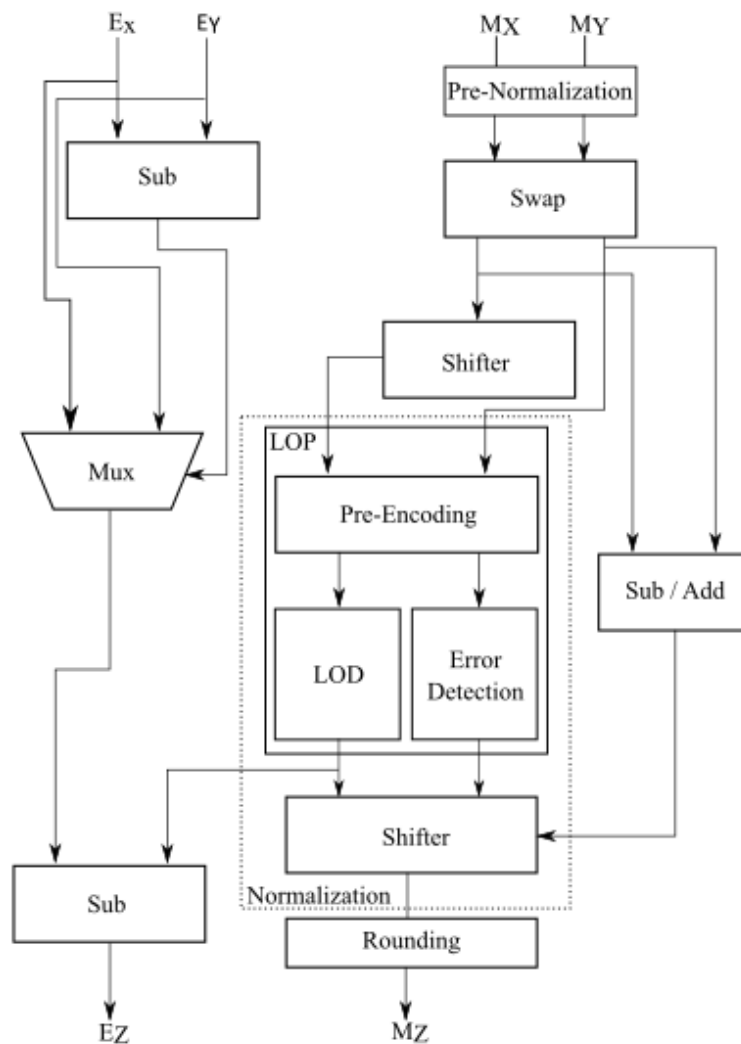 EX EY MX MY
Pre-Normalization
Sub
Swap
Shifter
LOP
Mux
Pre-Encoding
Sub / Add
LOD
Error
Detection
Shifter
Sub
Normalization
Rounding
EZ MZ